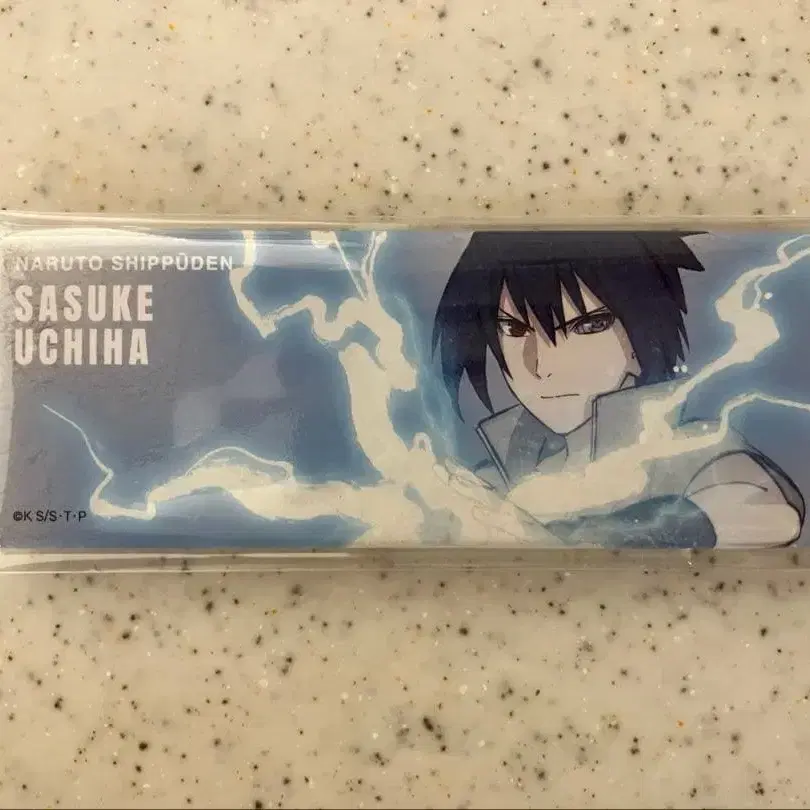 NARUTO SHIPPŪDEN
SASUKE
UCHIHA
©K S/S·T·P